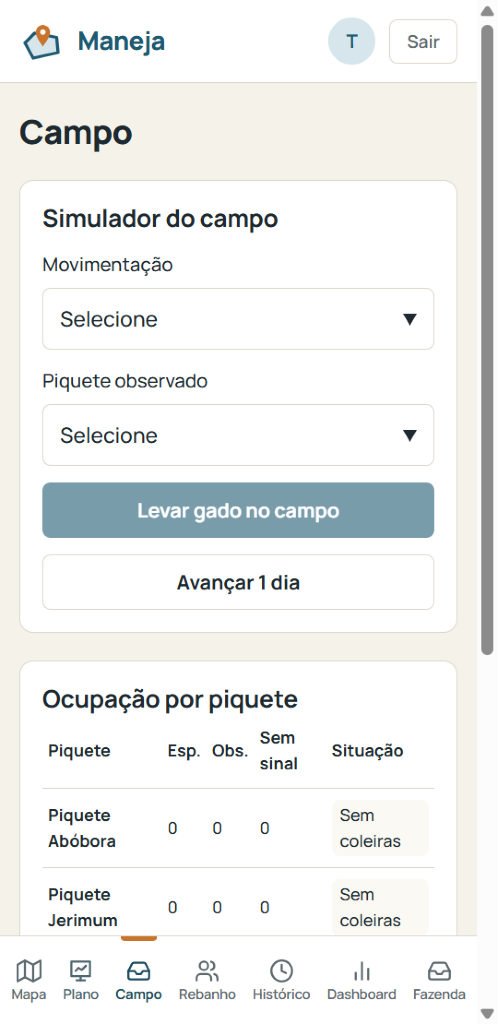 Maneja
T
Sair
Campo
Simulador do campo
Movimentação
Selecione
Piquete observado
Selecione
Levar gado no campo
Avançar 1 dia
Ocupação por piquete
Piquete Esp. Obs. Sem sinal Situação
Piquete Abóbora 0 0 0 Sem coleiras
Piquete Jerimum 0 0 0 Sem coleiras
Mapa Plano Campo Rebanho Histórico Dashboard Fazenda